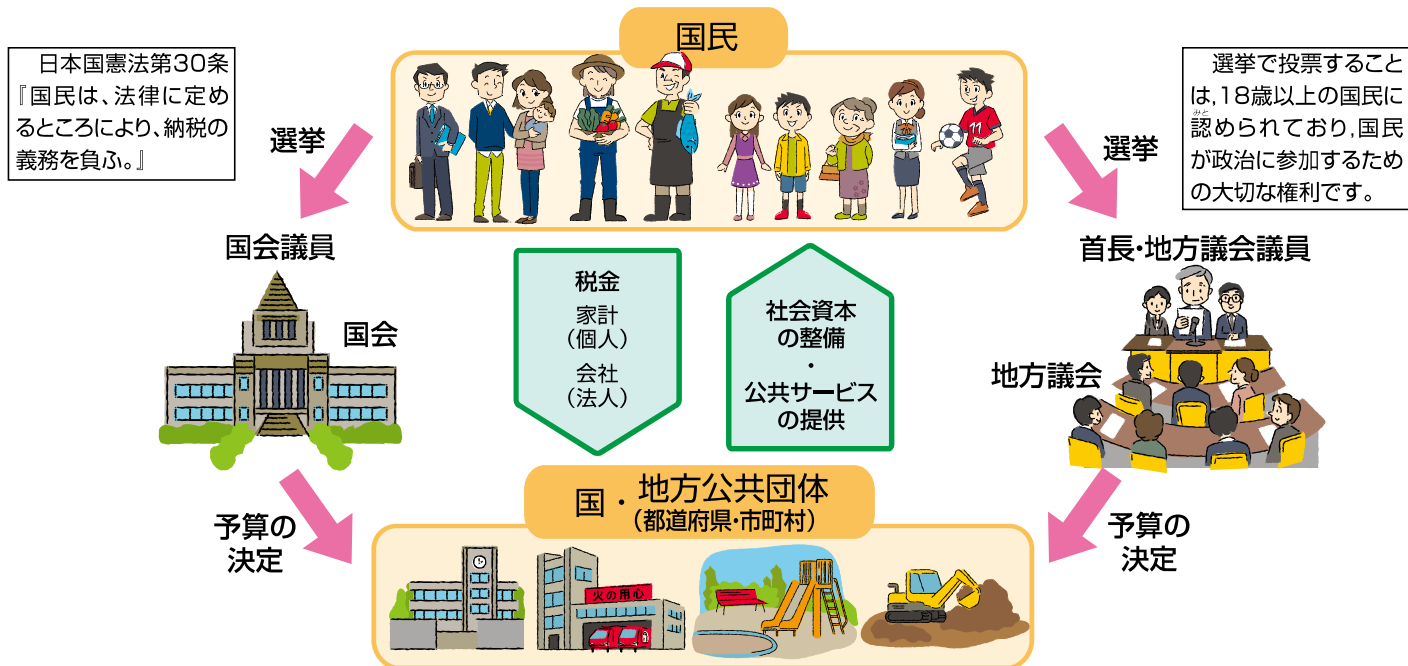 国民
日本国憲法第30条
『国民は、法律に定め
るところにより、納税の
義務を負ふ。』
選挙
11
選挙
選挙で投票すること
は,18歳以上の国民に
みと
認められており,国民
が政治に参加するため
の大切な権利です。
国会議員
国会
税金
家計
(個人)
会社
(法人)
社会資本
の整備
・
公共サービス
の提供
首長・地方議会議員
地方議会
予算の
決定
国・地方公共団体
(都道府県・市町村)
火の用心
予算の
決定